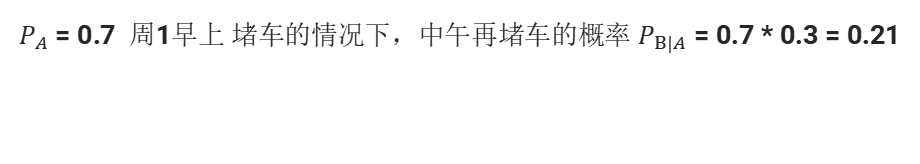 P_A = 0.7 周1早上 堵车的情况下，中午再堵车的概率 P_{B|A} = 0.7 * 0.3 = 0.21